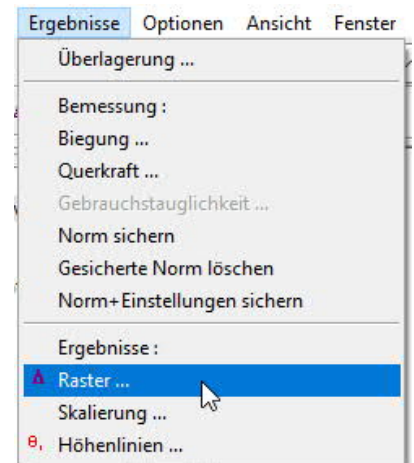 Ergebnisse Optionen Ansicht Fenster
Überlagerung ...
Bemessung :
Biegung ...
Querkraft ...
Gebrauchstauglichkeit ...
Norm sichern
Gesicherte Norm löschen
Norm+Einstellungen sichern
Ergebnisse :
Raster ...
Skalierung ...
Höhenlinien ...